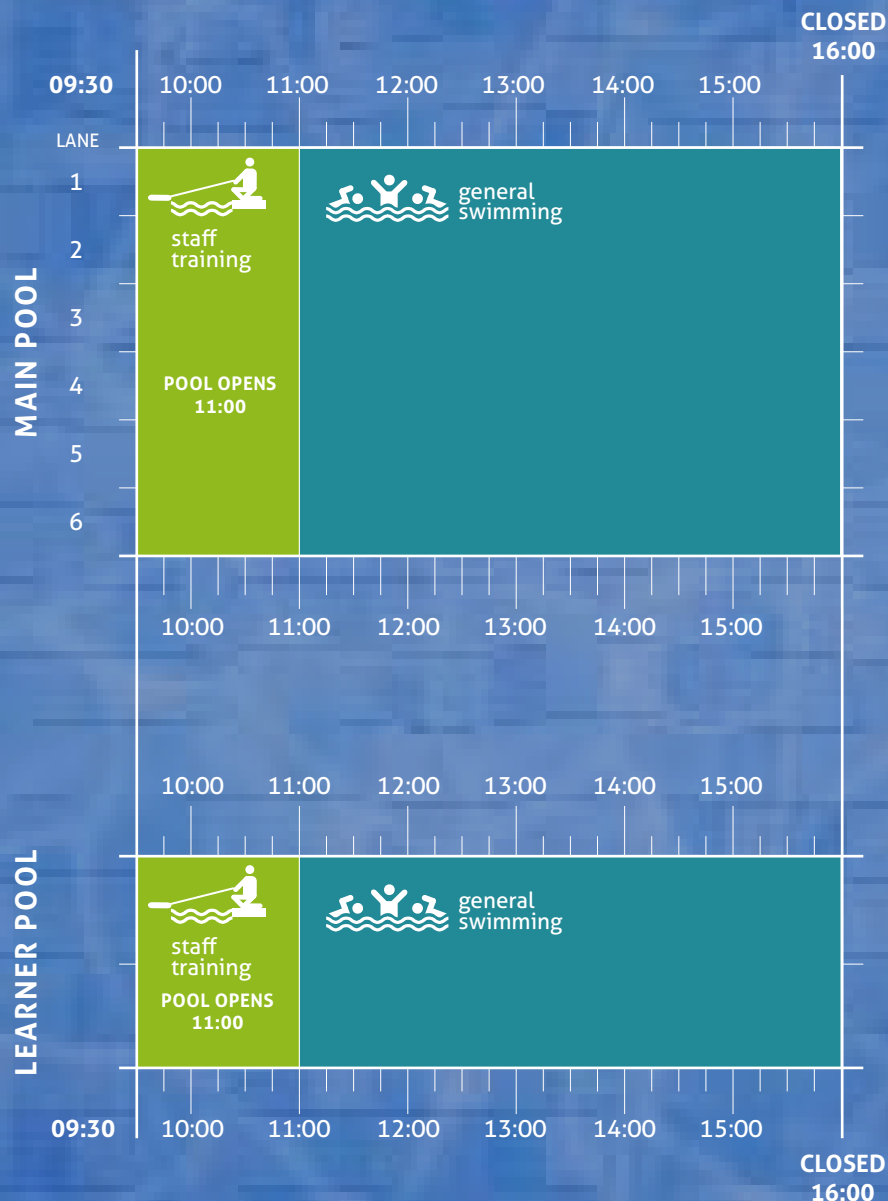 CLOSED
16:00
09:30 10:00 11:00 12:00 13:00 14:00 15:00
LANE
MAIN POOL
1
2
3
4
5
6
staff
training
POOL OPENS
11:00
general
swimming
10:00 11:00 12:00 13:00 14:00 15:00
10:00 11:00 12:00 13:00 14:00 15:00
LEARNER POOL
staff
training
POOL OPENS
11:00
general
swimming
09:30 10:00 11:00 12:00 13:00 14:00 15:00
CLOSED
16:00